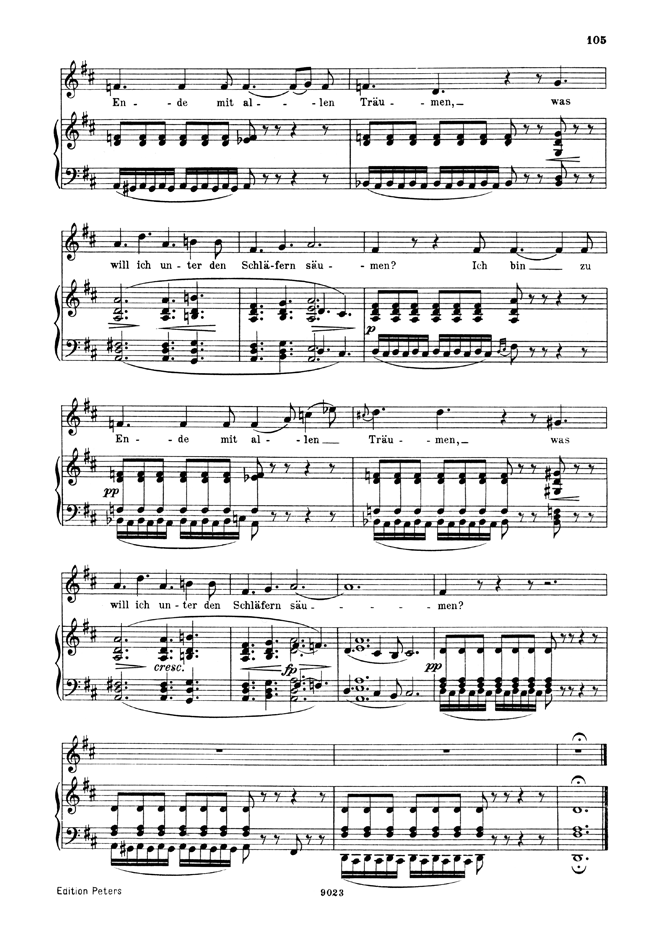 105
En - - de mit al - - len Träu - - men, was
will ich un - ter den Schlä - fern säu - - men? Ich bin zu
pp
En - - de mit al - - len Träu - - men, was
pp
will ich un - ter den Schläfern säu - - - - men?
cresc. fp pp
Edition Peters 9023